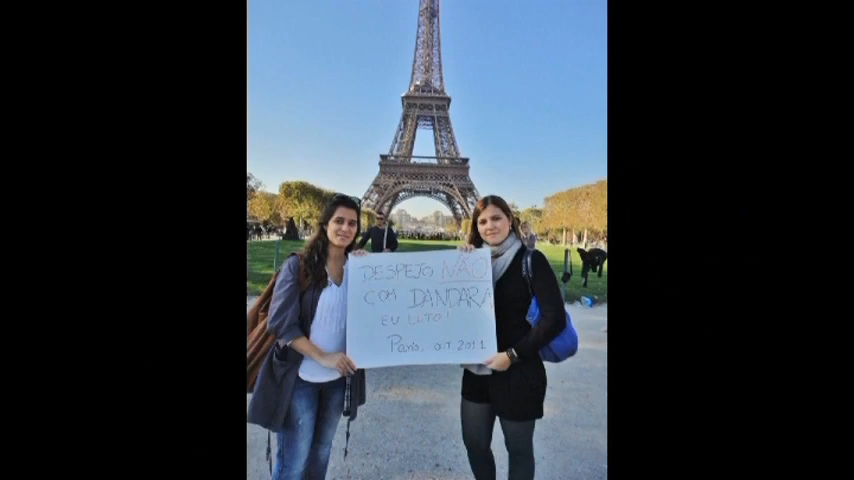 DESPEJO NÃO
COM DANDARA
EU LUTO!
Paris, OUT. 2011